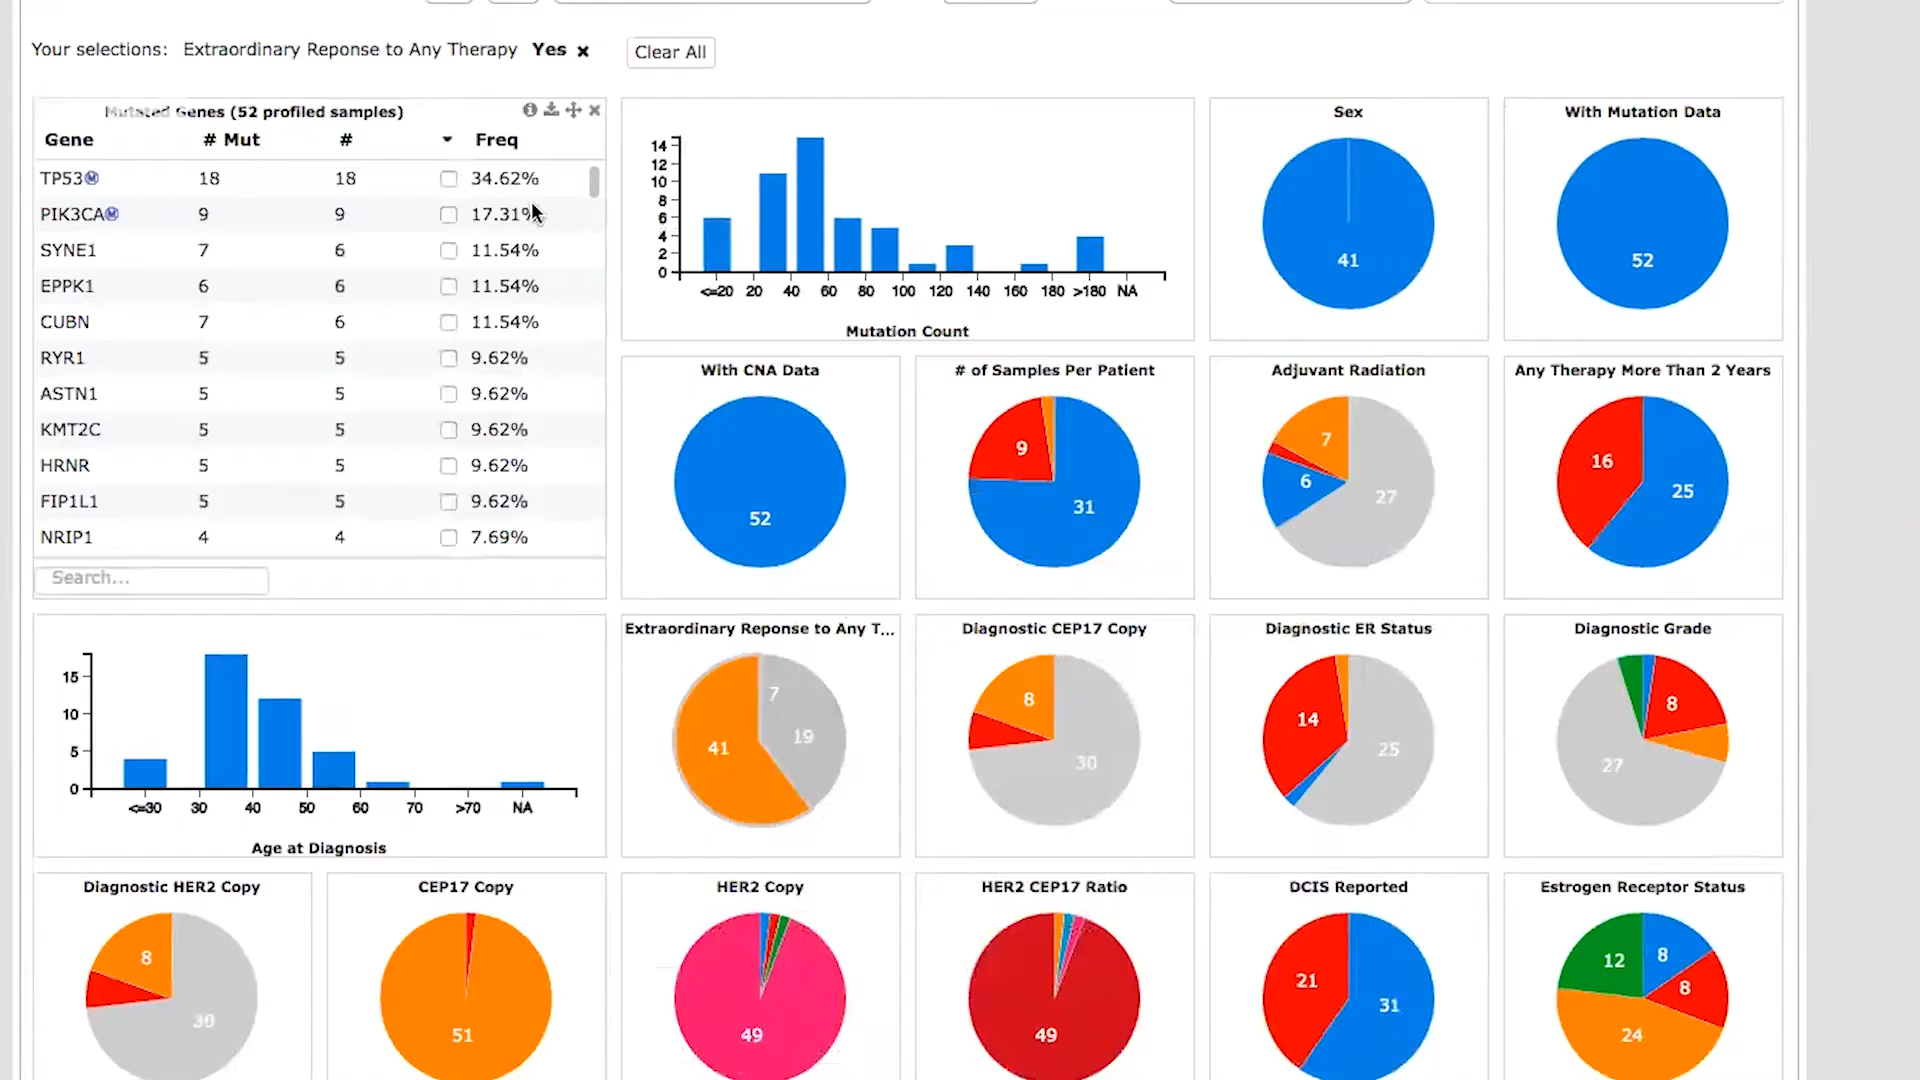 Your selections: Extraordinary Reponse to Any Therapy Yes × Clear All
Mutated Genes (52 profiled samples)
Gene # Mut # Freq
TP53 18 18 34.62%
PIK3CA 9 9 17.31%
SYNE1 7 6 11.54%
EPPK1 6 6 11.54%
CUBN 7 6 11.54%
RYR1 5 5 9.62%
ASTN1 5 5 9.62%
KMT2C 5 5 9.62%
HRNR 5 5 9.62%
FIP1L1 5 5 9.62%
NRIP1 4 4 7.69%
Search...
14
12
10
8
6
4
2
0
<=20 20 40 60 80 100 120 140 160 180 >180 NA
Mutation Count
Sex
41
With Mutation Data
52
With CNA Data
52
# of Samples Per Patient
9
31
Adjuvant Radiation
7
6
27
Any Therapy More Than 2 Years
16
25
15
10
5
0
<=30 30 40 50 60 70 >70 NA
Age at Diagnosis
Extraordinary Reponse to Any T...
7
41
19
Diagnostic CEP17 Copy
8
30
Diagnostic ER Status
14
25
Diagnostic Grade
8
27
Diagnostic HER2 Copy
8
30
CEP17 Copy
51
HER2 Copy
49
HER2 CEP17 Ratio
49
DCIS Reported
21
31
Estrogen Receptor Status
12
8
8
24